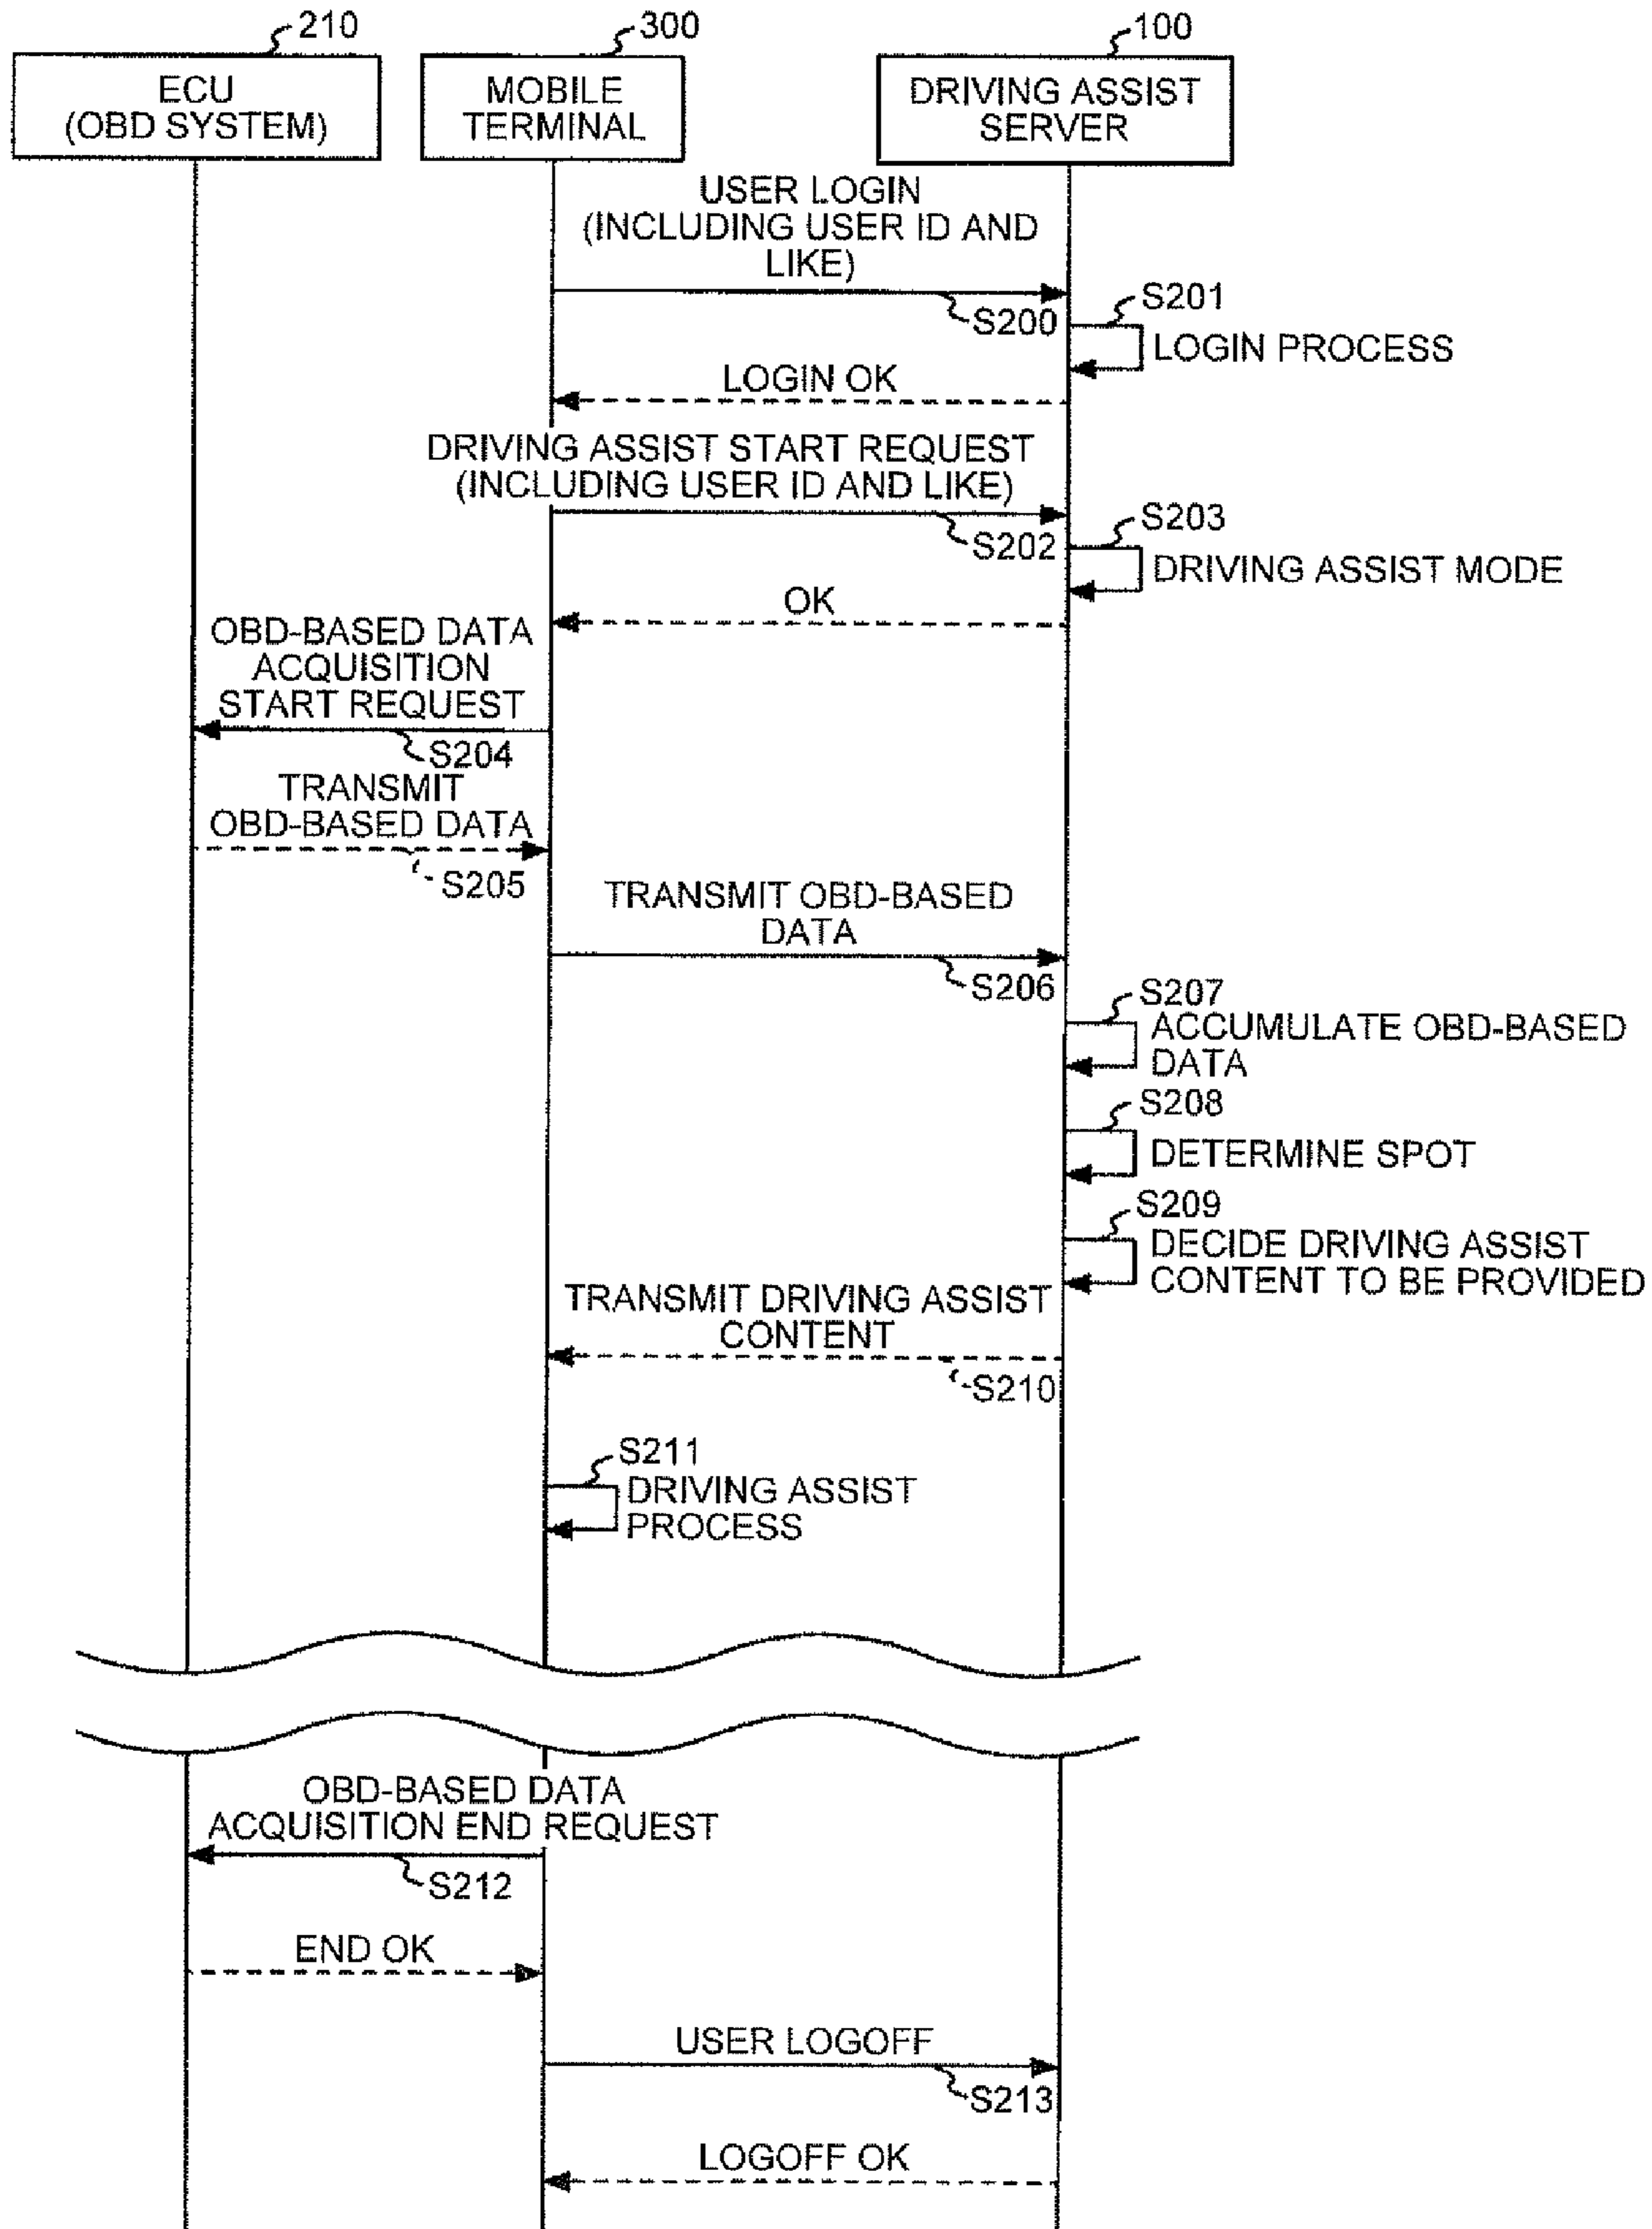 210
300
100
ECU
(OBD SYSTEM)
MOBILE
TERMINAL
DRIVING ASSIST
SERVER
USER LOGIN
(INCLUDING USER ID AND
LIKE)
S200
S201
LOGIN PROCESS
LOGIN OK
DRIVING ASSIST START REQUEST
(INCLUDING USER ID AND LIKE)
S202
S203
DRIVING ASSIST MODE
OK
OBD-BASED DATA
ACQUISITION
START REQUEST
S204
TRANSMIT
OBD-BASED DATA
S205
TRANSMIT OBD-BASED
DATA
S206
S207
ACCUMULATE OBD-BASED
DATA
S208
DETERMINE SPOT
S209
DECIDE DRIVING ASSIST
CONTENT TO BE PROVIDED
TRANSMIT DRIVING ASSIST
CONTENT
S210
S211
DRIVING ASSIST
PROCESS
OBD-BASED DATA
ACQUISITION END REQUEST
S212
END OK
USER LOGOFF
S213
LOGOFF OK